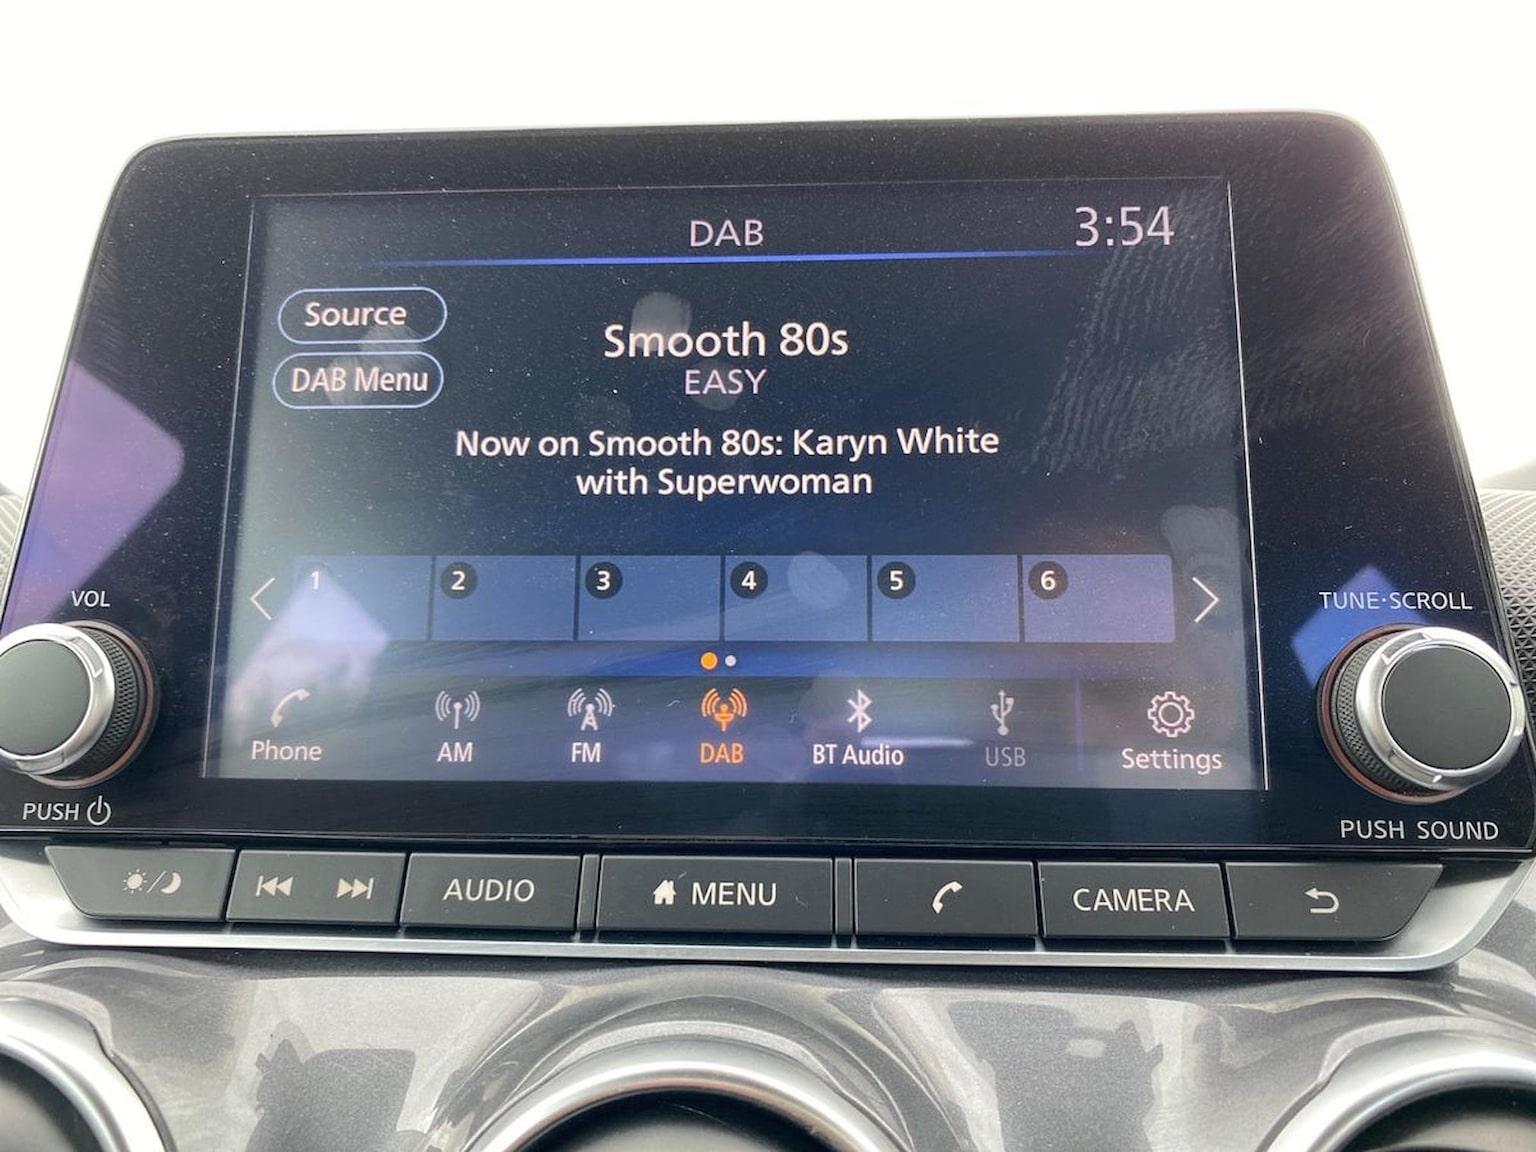 DAB
3:54
Source
DAB Menu
Smooth 80s
EASY
Now on Smooth 80s: Karyn White
with Superwoman
1 2 3 4 5 6
VOL
TUNE·SCROLL
Phone AM FM DAB BT Audio USB Settings
PUSH
PUSH SOUND
AUDIO MENU CAMERA